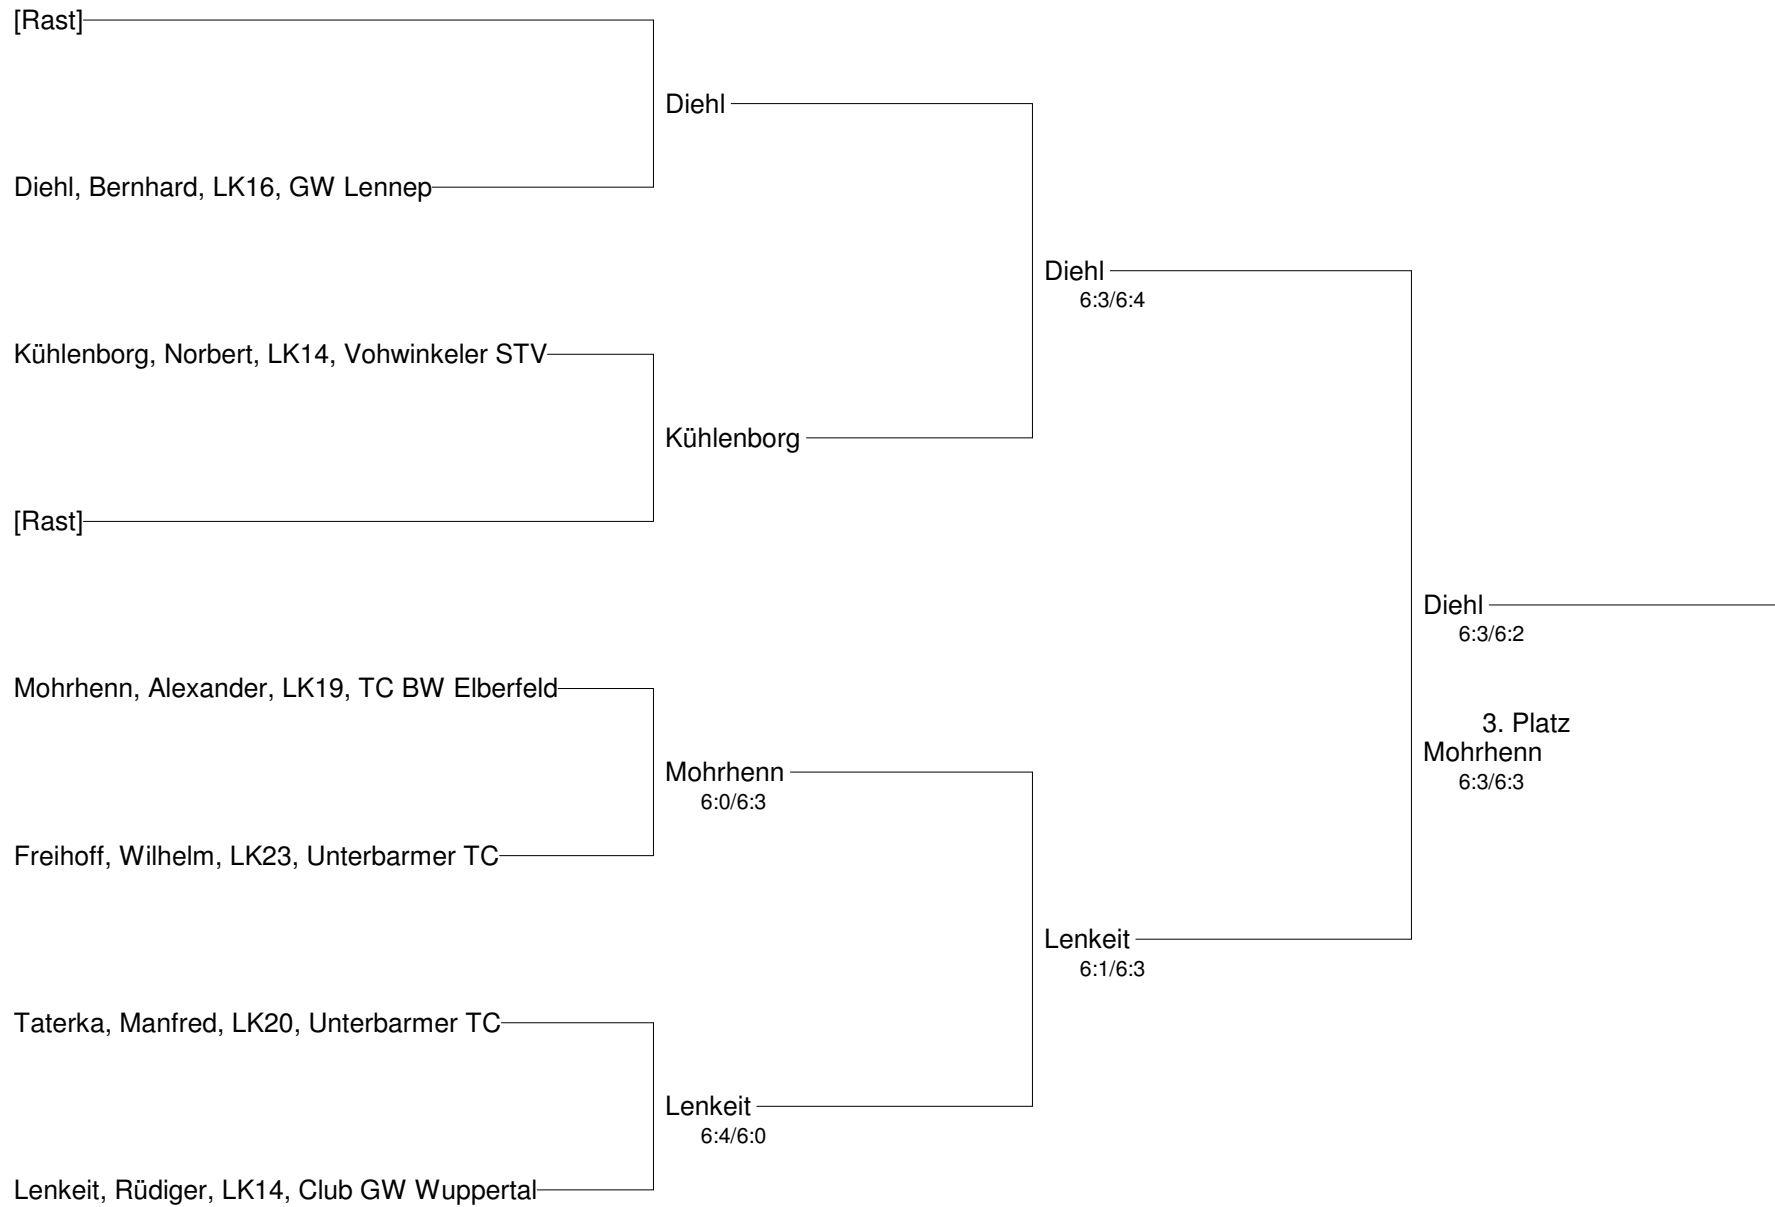 [Rast]
Diehl
Diehl, Bernhard, LK16, GW Lennep
Diehl
6:3/6:4
Kühlenborg, Norbert, LK14, Vohwinkeler STV
Kühlenborg
[Rast]
Diehl
6:3/6:2
Mohrhenn, Alexander, LK19, TC BW Elberfeld
3. Platz
Mohrhenn
6:3/6:3
Mohrhenn
6:0/6:3
Freihoff, Wilhelm, LK23, Unterbarmer TC
Lenkeit
6:1/6:3
Taterka, Manfred, LK20, Unterbarmer TC
Lenkeit
6:4/6:0
Lenkeit, Rüdiger, LK14, Club GW Wuppertal